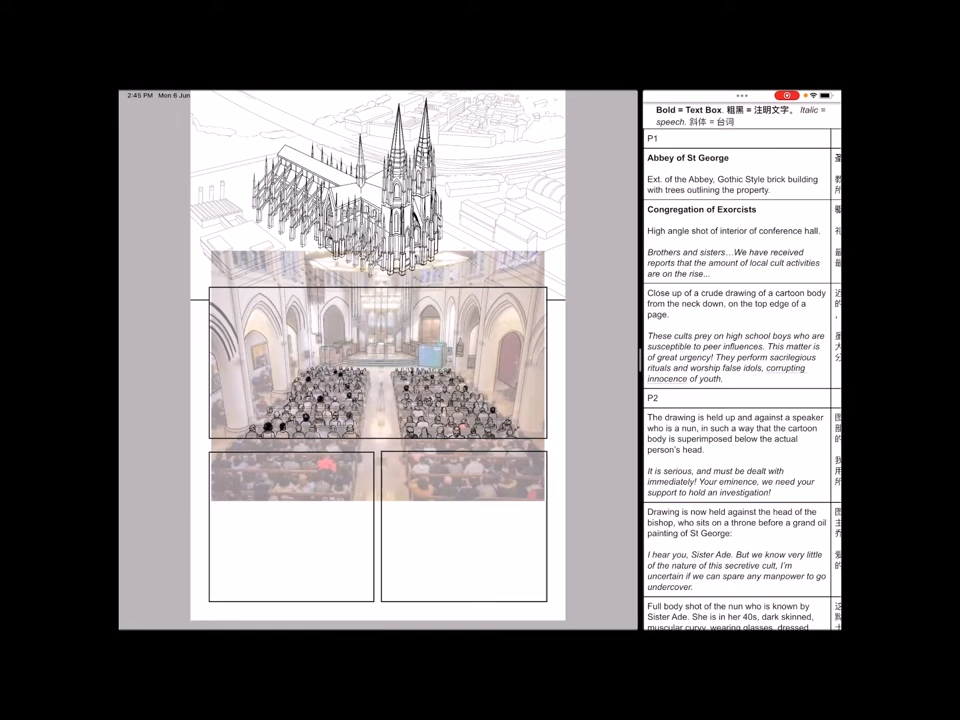 2:45 PM Mon 6 Jun
Bold = Text Box. 粗黑 = 注明文字。 Italic =
speech. 斜体 = 台词
P1
Abbey of St George
Ext. of the Abbey, Gothic Style brick building
with trees outlining the property.
Congregation of Exorcists
High angle shot of interior of conference hall.
Brothers and sisters…We have received
reports that the amount of local cult activities
are on the rise...
Close up of a crude drawing of a cartoon body
from the neck down, on the top edge of a
page.
These cults prey on high school boys who are
susceptible to peer influences. This matter is
of great urgency! They perform sacrilegious
rituals and worship false idols, corrupting
innocence of youth.
P2
The drawing is held up and against a speaker
who is a nun, in such a way that the cartoon
body is superimposed below the actual
person's head.
It is serious, and must be dealt with
immediately! Your eminence, we need your
support to hold an investigation!
Drawing is now held against the head of the
bishop, who sits on a throne before a grand oil
painting of St George:
I hear you, Sister Ade. But we know very little
of the nature of this secretive cult, I'm
uncertain if we can spare any manpower to go
undercover.
Full body shot of the nun who is known by
Sister Ade. She is in her 40s, dark skinned,
muscular curvy, wearing glasses, dressed